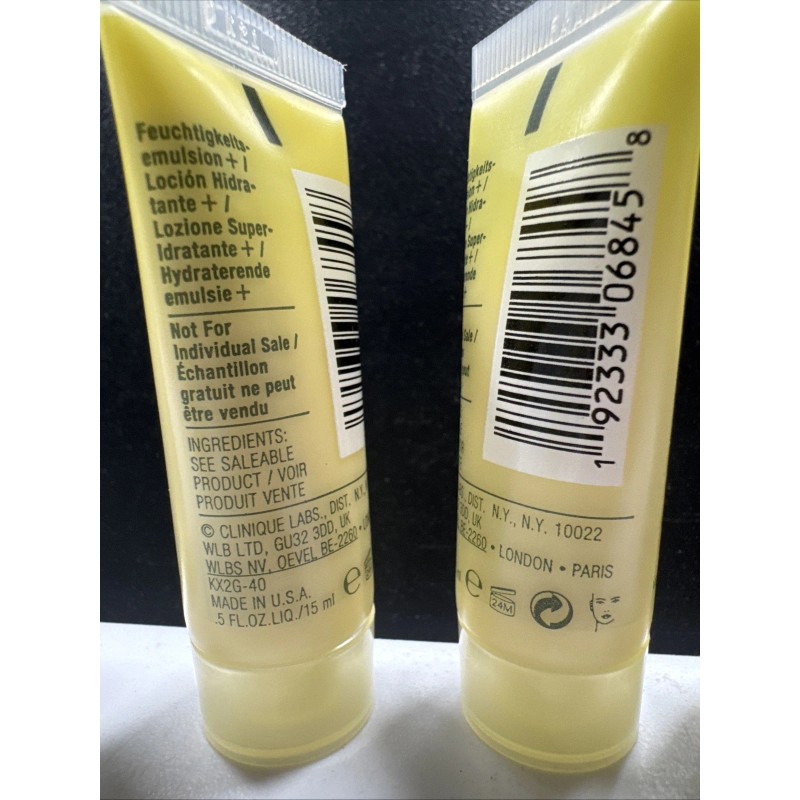 Feuchtigkeits-
emulsion + /
Loción Hidra-
tante + /
Lozione Super-
Idratante + /
Hydraterende
emulsie +
Not For
Individual Sale /
Échantillon
gratuit ne peut
être vendu
INGREDIENTS:
SEE SALEABLE
PRODUCT / VOIR
PRODUIT VENTE
© CLINIQUE LABS., DIST. N.Y.,
WLB LTD, GU32 3DD, UK
WLBS NV, OEVEL BE-2260 •
KX2G-40
MADE IN U.S.A.
.5 FL.OZ.LIQ./15 ml e
1 92333 06845 8
DIST. N.Y., N.Y. 10022
UK
BE-2260 • LONDON • PARIS
e 24M